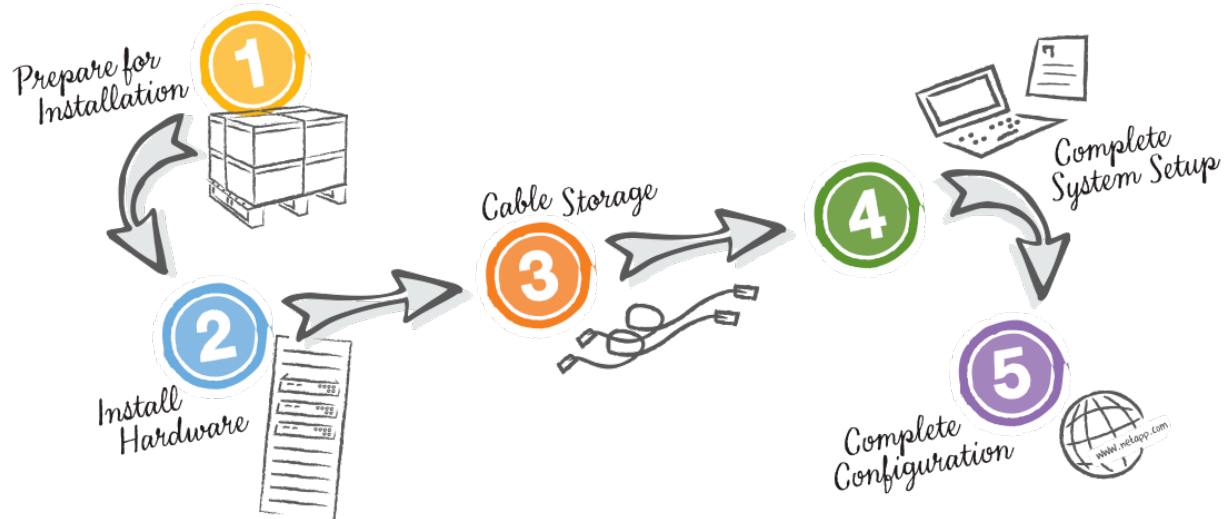 1
Prepare for
Installation
2
Install
Hardware
3
Cable Storage
4
Complete
System Setup
5
Complete
Configuration
www.netapp.com